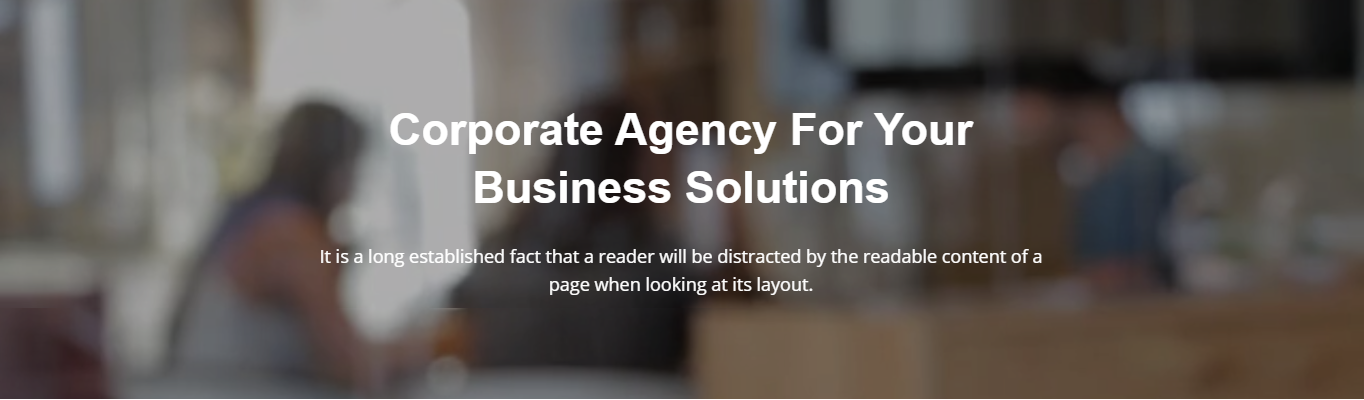 Corporate Agency For Your
Business Solutions
It is a long established fact that a reader will be distracted by the readable content of a
page when looking at its layout.